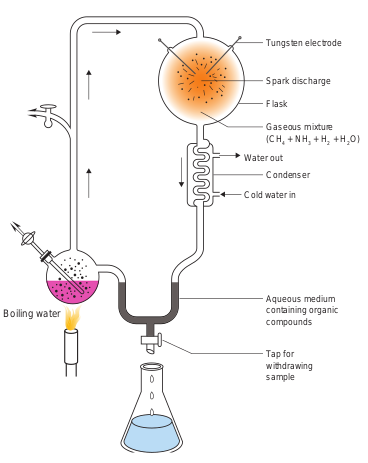 Tungsten electrode
Spark discharge
Flask
Gaseous mixture
(CH₄ + NH₃ + H₂ + H₂O)
Water out
Condenser
Cold water in
Boiling water
Aqueous medium
containing organic
compounds
Tap for
withdrawing
sample